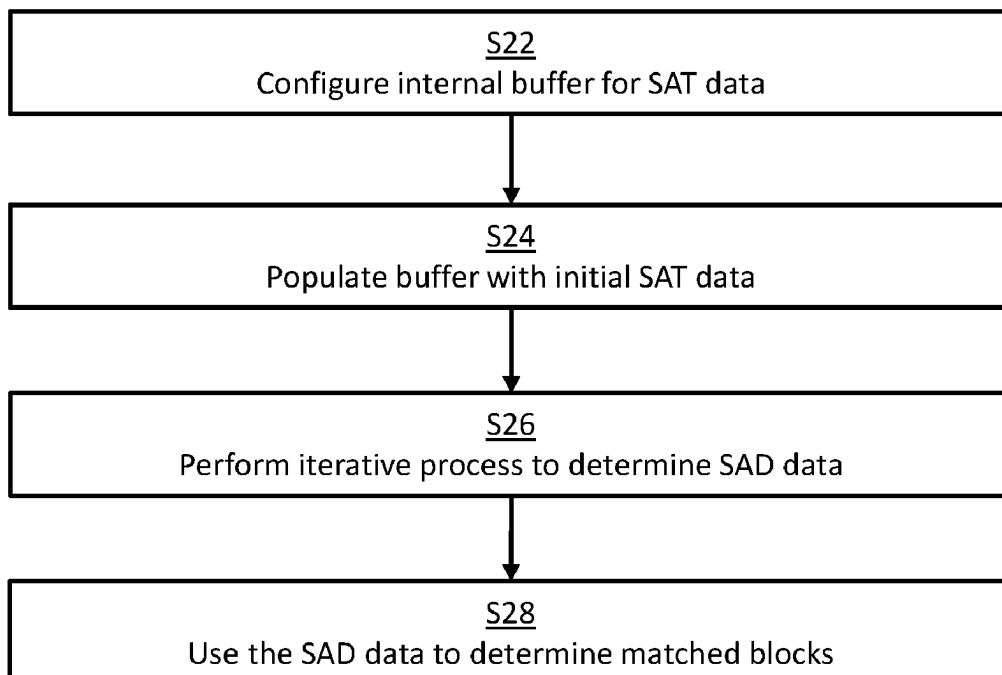 S22
Configure internal buffer for SAT data
S24
Populate buffer with initial SAT data
S26
Perform iterative process to determine SAD data
S28
Use the SAD data to determine matched blocks